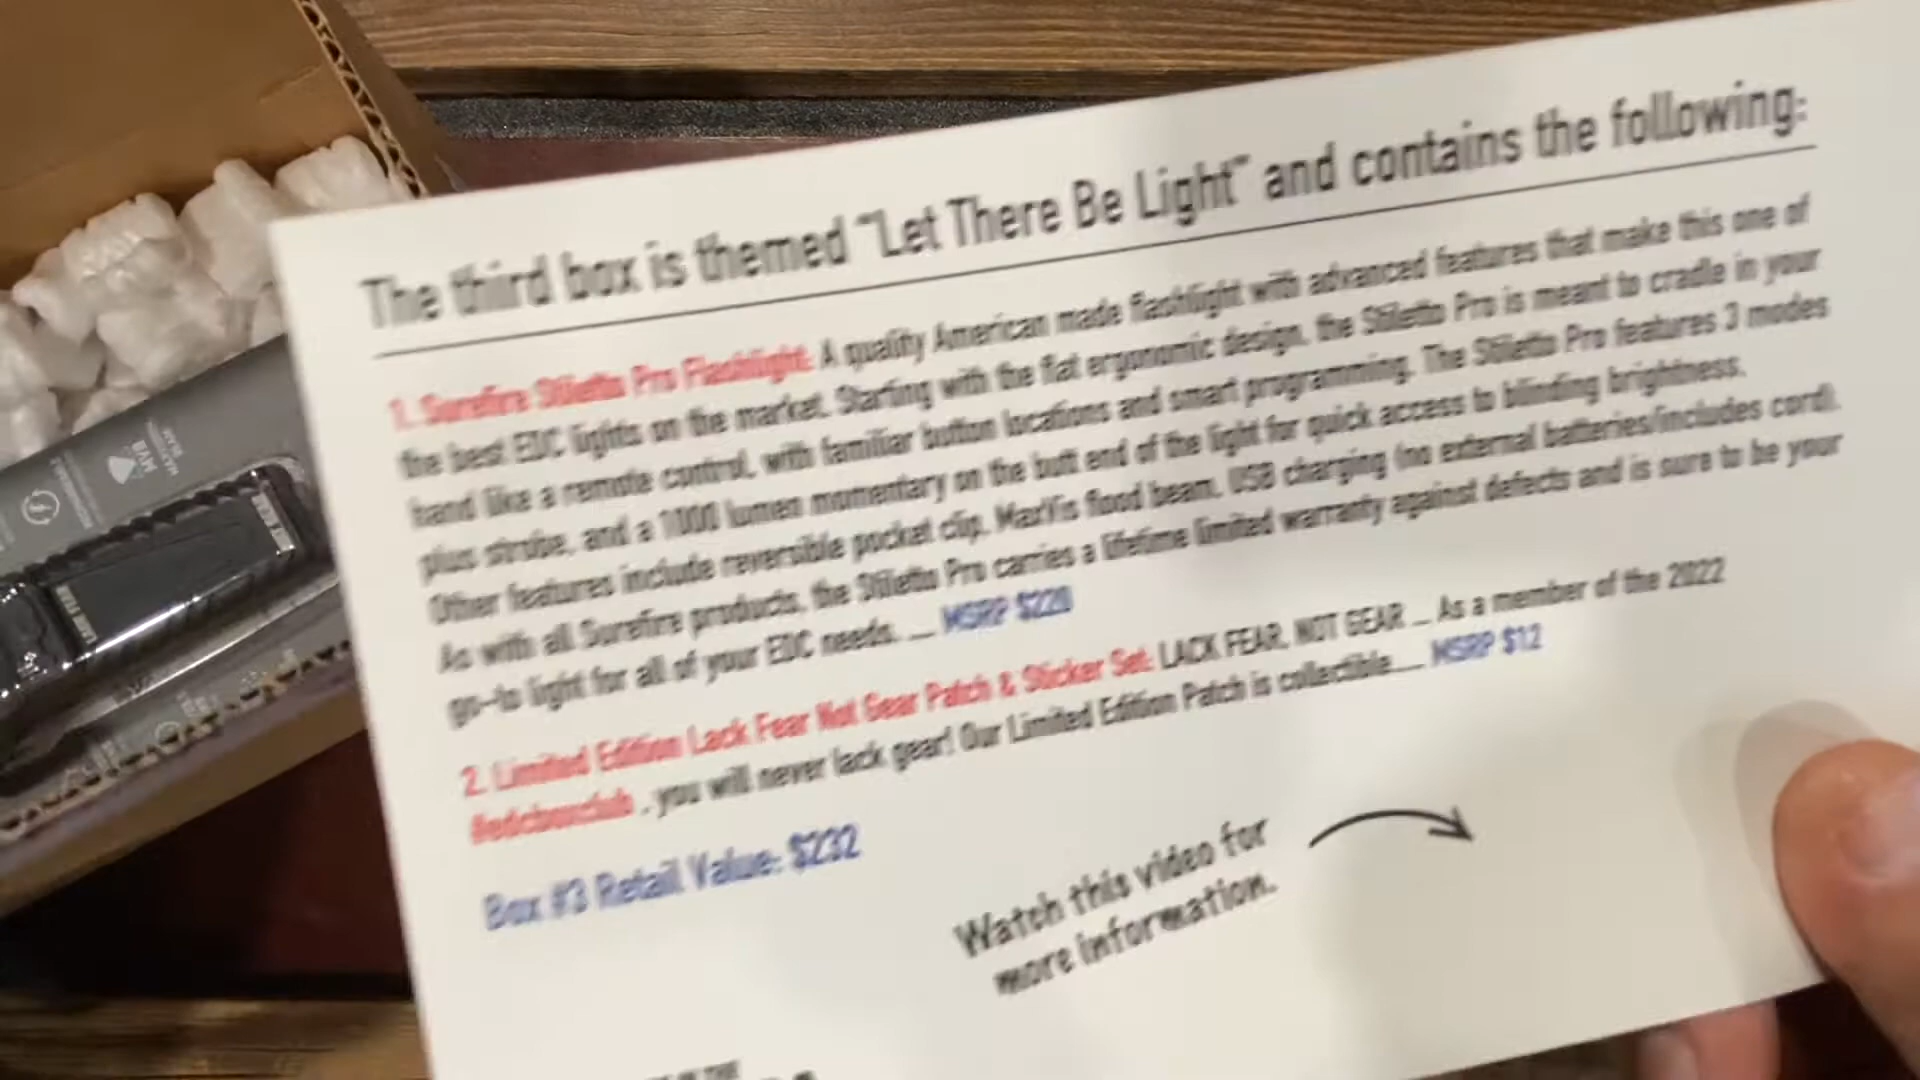 The third box is themed "Let There Be Light" and contains the following:
1. Surefire Stiletto Pro Flashlight: A quality American made flashlight with advanced features that make this one of
the best EDC lights on the market. Starting with the flat ergonomic design, the Stiletto Pro is meant to cradle in your
hand like a remote control, with familiar button locations and smart programming. The Stiletto Pro features 3 modes
plus strobe, and a 1000 lumen momentary on the butt end of the light for quick access to blinding brightness.
Other features include reversible pocket clip, MaxVis flood beam, USB charging (no external batteries/includes cord).
As with all Surefire products, the Stiletto Pro carries a lifetime limited warranty against defects and is sure to be your
go-to light for all of your EDC needs. ... MSRP $220
2. Limited Edition Lack Fear Not Gear Patch & Sticker Set: LACK FEAR, NOT GEAR ... As a member of the 2022
#edcboxclub , you will never lack gear! Our Limited Edition Patch is collectible.... MSRP $12
Box #3 Retail Value: $232
Watch this video for
more information.